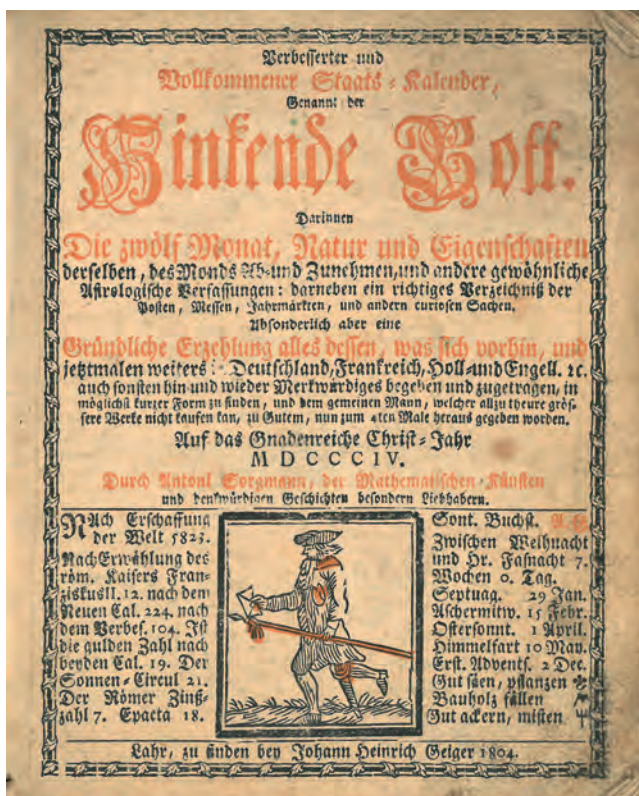 Verbesserter und
Vollkommener Staats-Kalender,
Genannt der
Hinkende Bott.
Darinnen
Die zwölf Monat, Natur und Eigenschaften
derselben, des Monds Ab-und Zunehmen, und andere gewöhnliche
Astrologische Verfassungen: darneben ein richtiges Verzeichniß der
Posten, Messen, Jahrmärkten, und andern curiosen Sachen.
Absonderlich aber eine
Gründliche Erzehlung alles dessen, was sich vorhin, und
jetztmalen weiters in Deutschland, Frankreich, Holl-und Engell. ꝛc.
auch sonsten hin und wieder Merkwürdiges begeben und zugetragen, in
möglichst kurzer Form zu finden, und dem gemeinen Mann, welcher allzu theure grös-
sere Werke nicht kaufen kan, zu Gutem, nun zum 4ten Male heraus gegeben worden.
Auf das Gnadenreiche Christ-Jahr
MDCCCIV.
Durch Antoni Sorgmann, der Mathematischen Künsten
und denkwürdigen Geschichten besondern Liebhabern.
Nach Erschaffung
der Welt 5823.
Nach Erwählung des
röm. Kaisers Fran-
ziskus II. 12. nach dem
Neuen Cal. 224. nach
dem Verbes. 104. Ist
die gulden Zahl nach
beyden Cal. 19. Der
Sonnen-Circul 21.
Der Römer Zinß-
zahl 7. Epacta 18.
Sont. Buchst. A.G
Zwischen Weihnacht
und Hr. Fasnacht 7.
Wochen 0. Tag.
Septuag. 29 Jan.
Aschermitw. 15 Febr.
Ostersonnt. 1 April.
Himmelfart 10 May.
Erst. Advents. 2 Dec.
Gut säen, pflanzen
Bauholz fällen
Gut ackern, misten
Lahr, zu finden bey Johann Heinrich Geiger 1804.